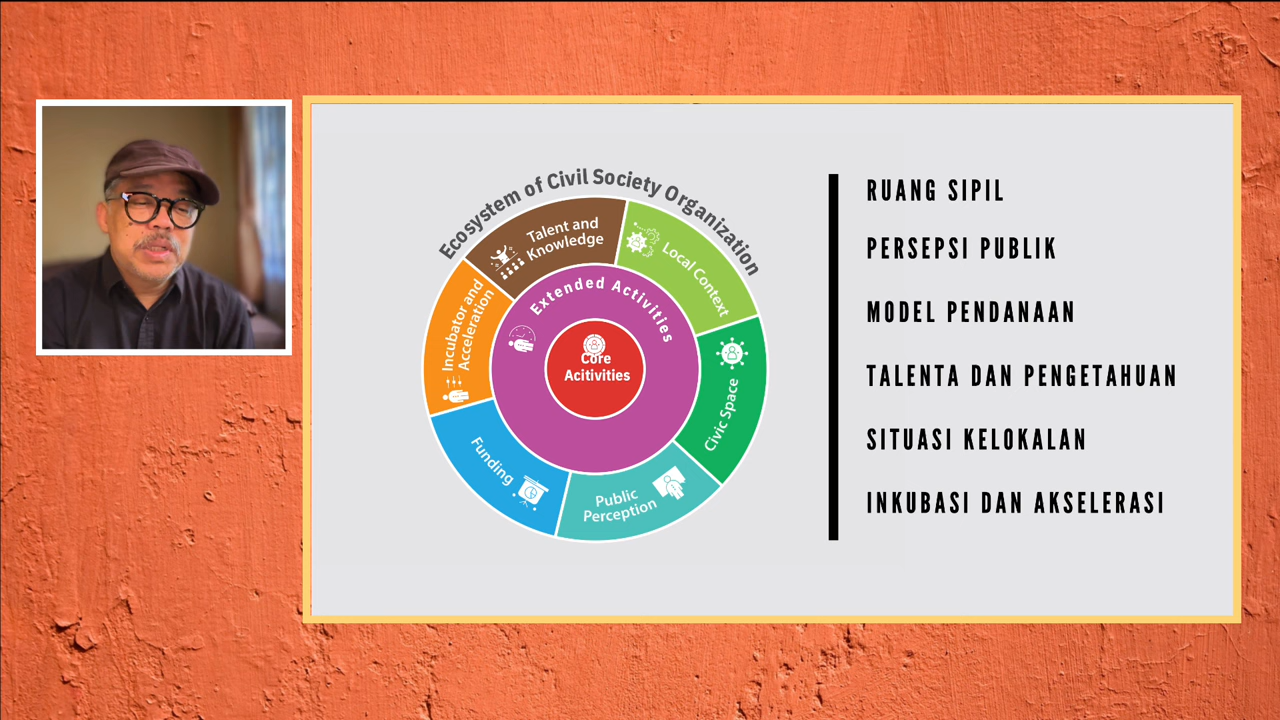 Ecosystem of Civil Society Organization
Talent and
Knowledge
Local Context
Incubator and
Acceleration
Extended Activities
Core
Acitivities
Civic Space
Funding
Public
Perception
RUANG SIPIL
PERSEPSI PUBLIK
MODEL PENDANAAN
TALENTA DAN PENGETAHUAN
SITUASI KELOKALAN
INKUBASI DAN AKSELERASI